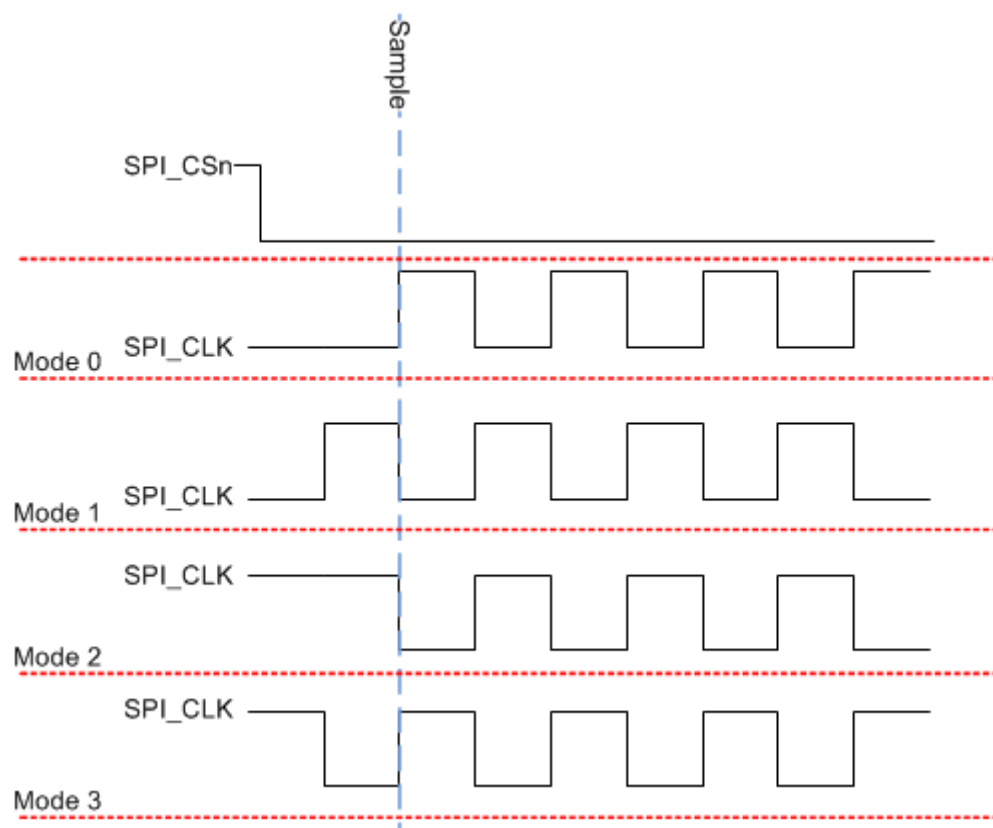 Sample
SPI_CSn
SPI_CLK
Mode 0
SPI_CLK
Mode 1
SPI_CLK
Mode 2
SPI_CLK
Mode 3